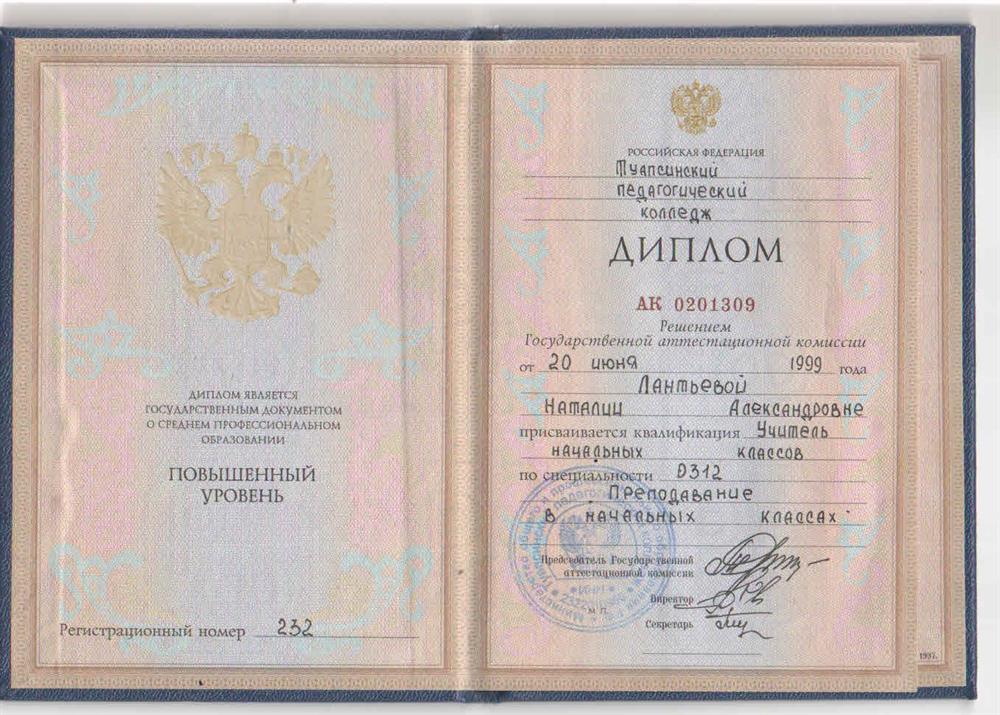 ДИПЛОМ ЯВЛЯЕТСЯ
ГОСУДАРСТВЕННЫМ ДОКУМЕНТОМ
О СРЕДНЕМ ПРОФЕССИОНАЛЬНОМ
ОБРАЗОВАНИИ
ПОВЫШЕННЫЙ
УРОВЕНЬ
Регистрационный номер 232
РОССИЙСКАЯ ФЕДЕРАЦИЯ
Туапсинский
педагогический
колледж
ДИПЛОМ
АК 0201309
Решением
Государственной аттестационной комиссии
от 20 июня 1999 года
Лантьевой
Наталии Александровне
присваивается квалификация Учитель
начальных классов
по специальности 0312
Преподавание
в начальных классах
Председатель Государственной
аттестационной комиссии
Директор
М.П.
Секретарь
1997.